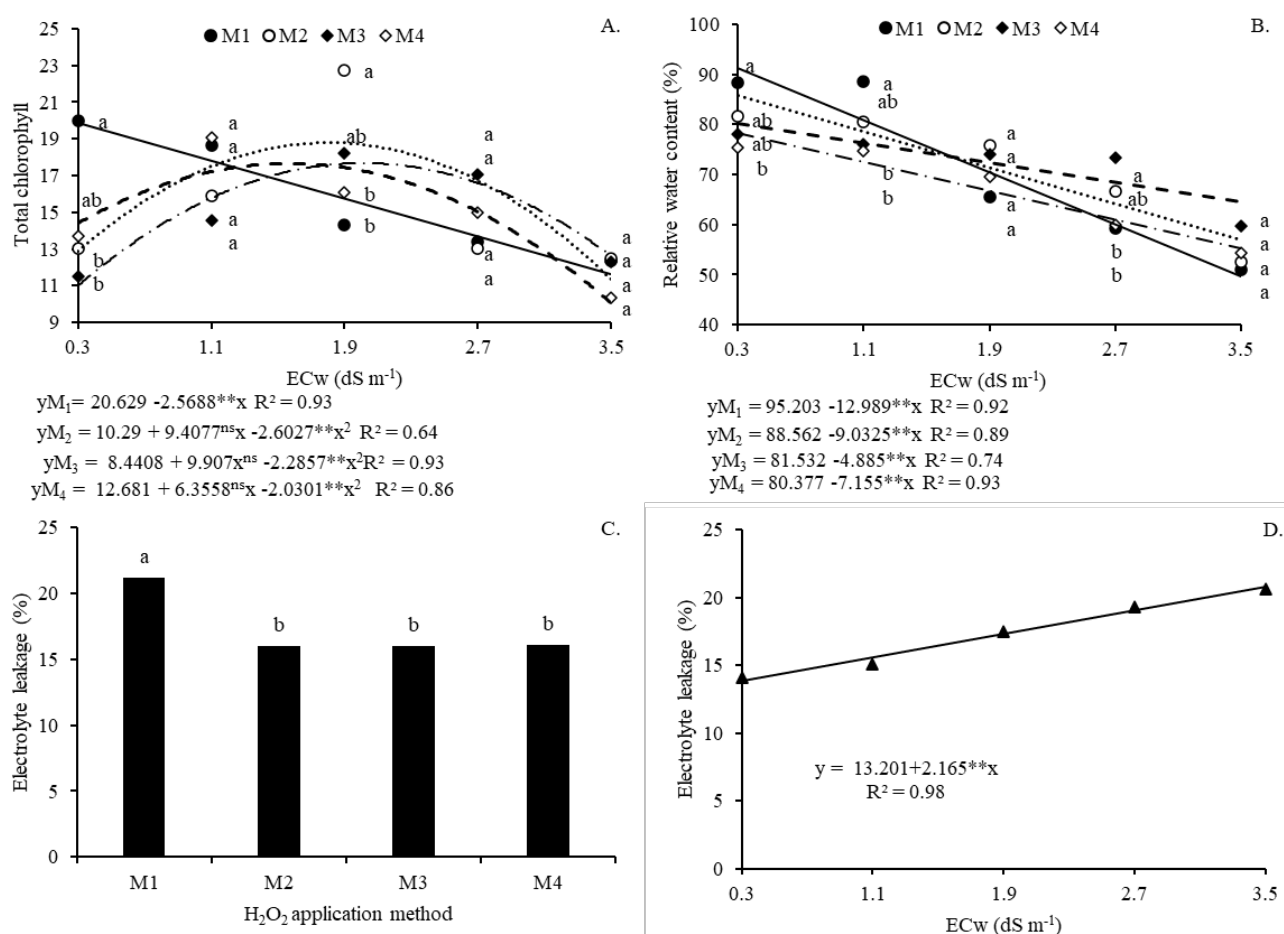 A.
M1 M2 M3 M4
25
23
21
19
17
15
13
11
9
Total chlorophyll
a
ab
b
b
a
a
a
a
a
ab
b
b
a
a
a
a
a
a
a
a
0.3 1.1 1.9 2.7 3.5
ECw (dS m⁻¹)
yM₁= 20.629 -2.5688**x R² = 0.93
yM₂ = 10.29 + 9.4077ⁿˢx -2.6027**x² R² = 0.64
yM₃ = 8.4408 + 9.907xⁿˢ -2.2857**x²R² = 0.93
yM₄ = 12.681 + 6.3558ⁿˢx -2.0301**x² R² = 0.86
B.
M1 M2 M3 M4
100
90
80
70
60
50
40
Relative water content (%)
a
ab
ab
b
a
ab
b
b
a
a
a
a
a
ab
b
b
a
a
a
a
0.3 1.1 1.9 2.7 3.5
ECw (dS m⁻¹)
yM₁ = 95.203 -12.989**x R² = 0.92
yM₂ = 88.562 -9.0325**x R² = 0.89
yM₃ = 81.532 -4.885**x R² = 0.74
yM₄ = 80.377 -7.155**x R² = 0.93
C.
25
20
15
10
5
0
Electrolyte leakage (%)
a
b
b
b
M1 M2 M3 M4
H₂O₂ application method
D.
25
20
15
10
5
0
Electrolyte leakage (%)
y = 13.201+2.165**x
R² = 0.98
0.3 1.1 1.9 2.7 3.5
ECw (dS m⁻¹)